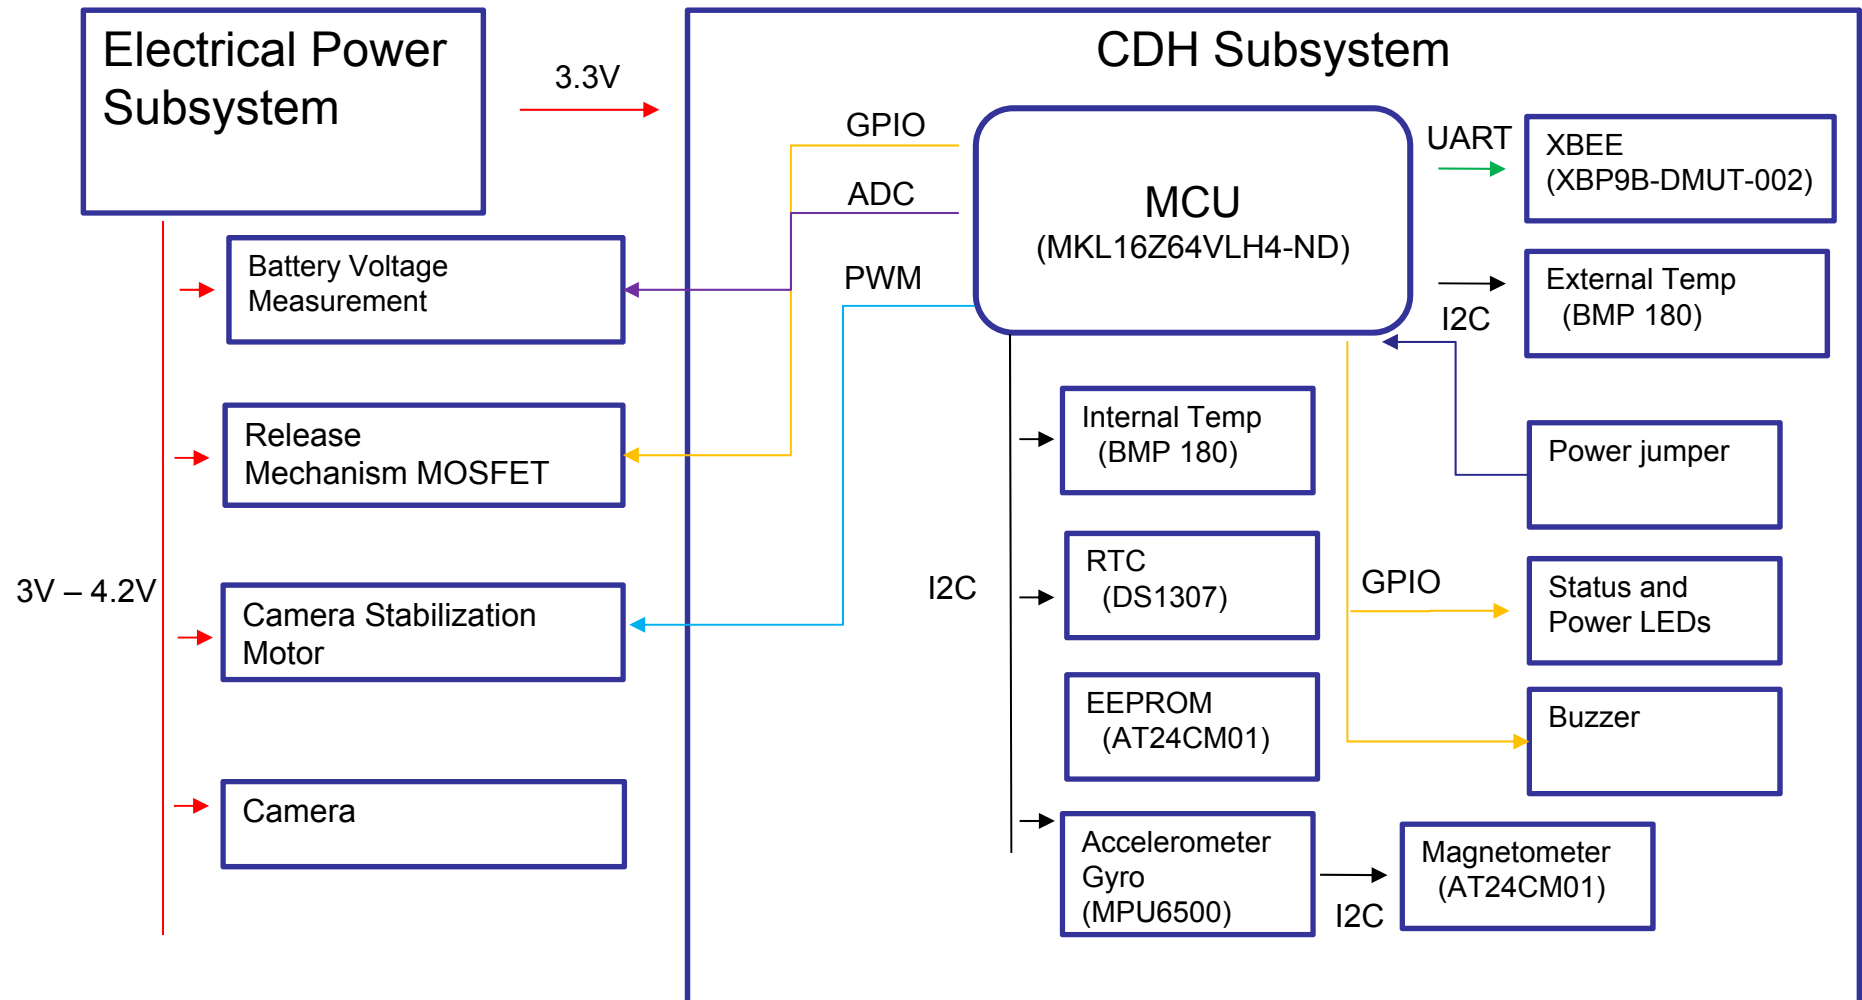 Electrical Power
Subsystem
3.3V
CDH Subsystem
GPIO
ADC
PWM
MCU
(MKL16Z64VLH4-ND)
UART
XBEE
(XBP9B-DMUT-002)
I2C
External Temp
(BMP 180)
Battery Voltage
Measurement
Release
Mechanism MOSFET
3V – 4.2V
Camera Stabilization
Motor
Camera
I2C
Internal Temp
(BMP 180)
RTC
(DS1307)
EEPROM
(AT24CM01)
Accelerometer
Gyro
(MPU6500)
I2C
Magnetometer
(AT24CM01)
Power jumper
GPIO
Status and
Power LEDs
Buzzer